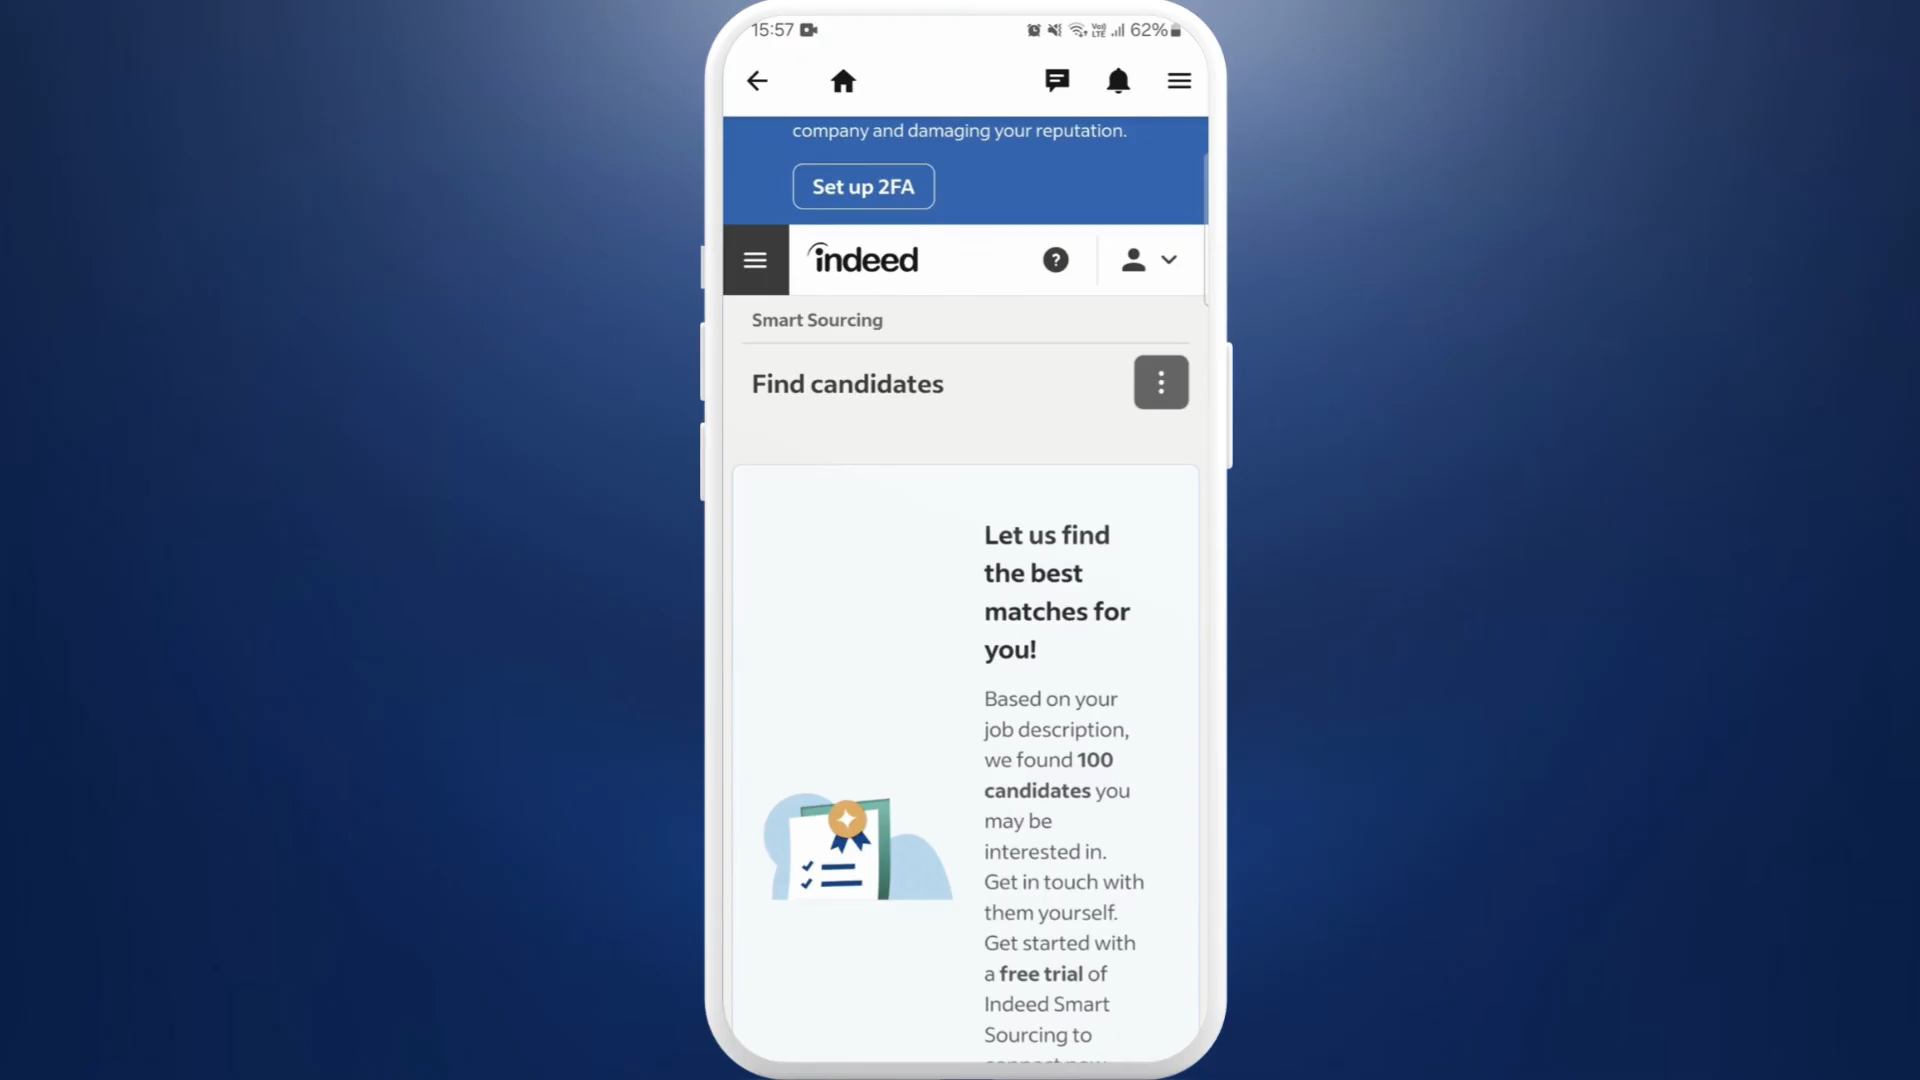 15:57
Vo)) LTE 62%
company and damaging your reputation.
Set up 2FA
indeed
?
Smart Sourcing
Find candidates
Let us find
the best
matches for
you!
Based on your
job description,
we found 100
candidates you
may be
interested in.
Get in touch with
them yourself.
Get started with
a free trial of
Indeed Smart
Sourcing to